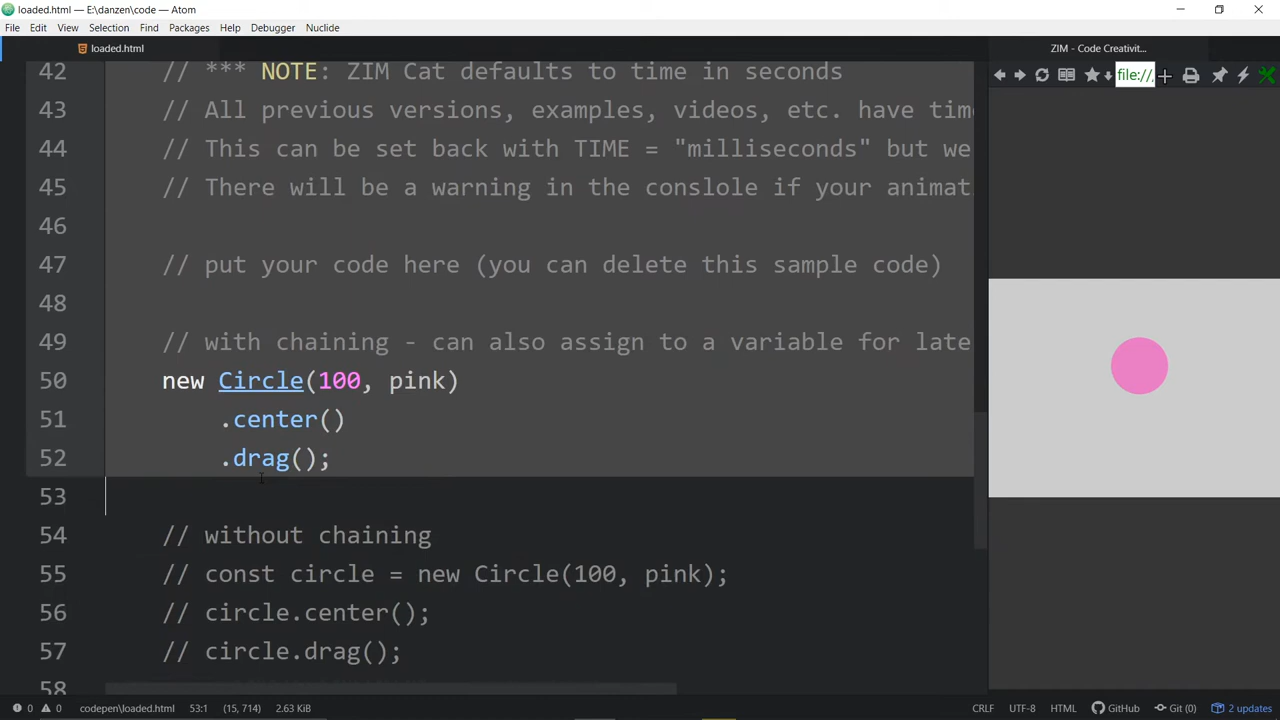 loaded.html — C:\Users\danzen\code — Atom
File Edit View Selection Find Packages Help Debugger Nuclide
loaded.html
ZIM - Code Creativit...
file://
42 // *** NOTE: ZIM Cat defaults to time in seconds
43 // All previous versions, examples, videos, etc. have tim
44 // This can be set back with TIME = "milliseconds" but we
45 // There will be a warning in the conslole if your animat
46
47 // put your code here (you can delete this sample code)
48
49 // with chaining - can also assign to a variable for late
50 new Circle(100, pink)
51 .center()
52 .drag();
53
54 // without chaining
55 // const circle = new Circle(100, pink);
56 // circle.center();
57 // circle.drag();
58
0 0 codepen\loaded.html 53:1 (15, 714) 2.63 KiB CRLF UTF-8 HTML GitHub Git (0) 2 updates